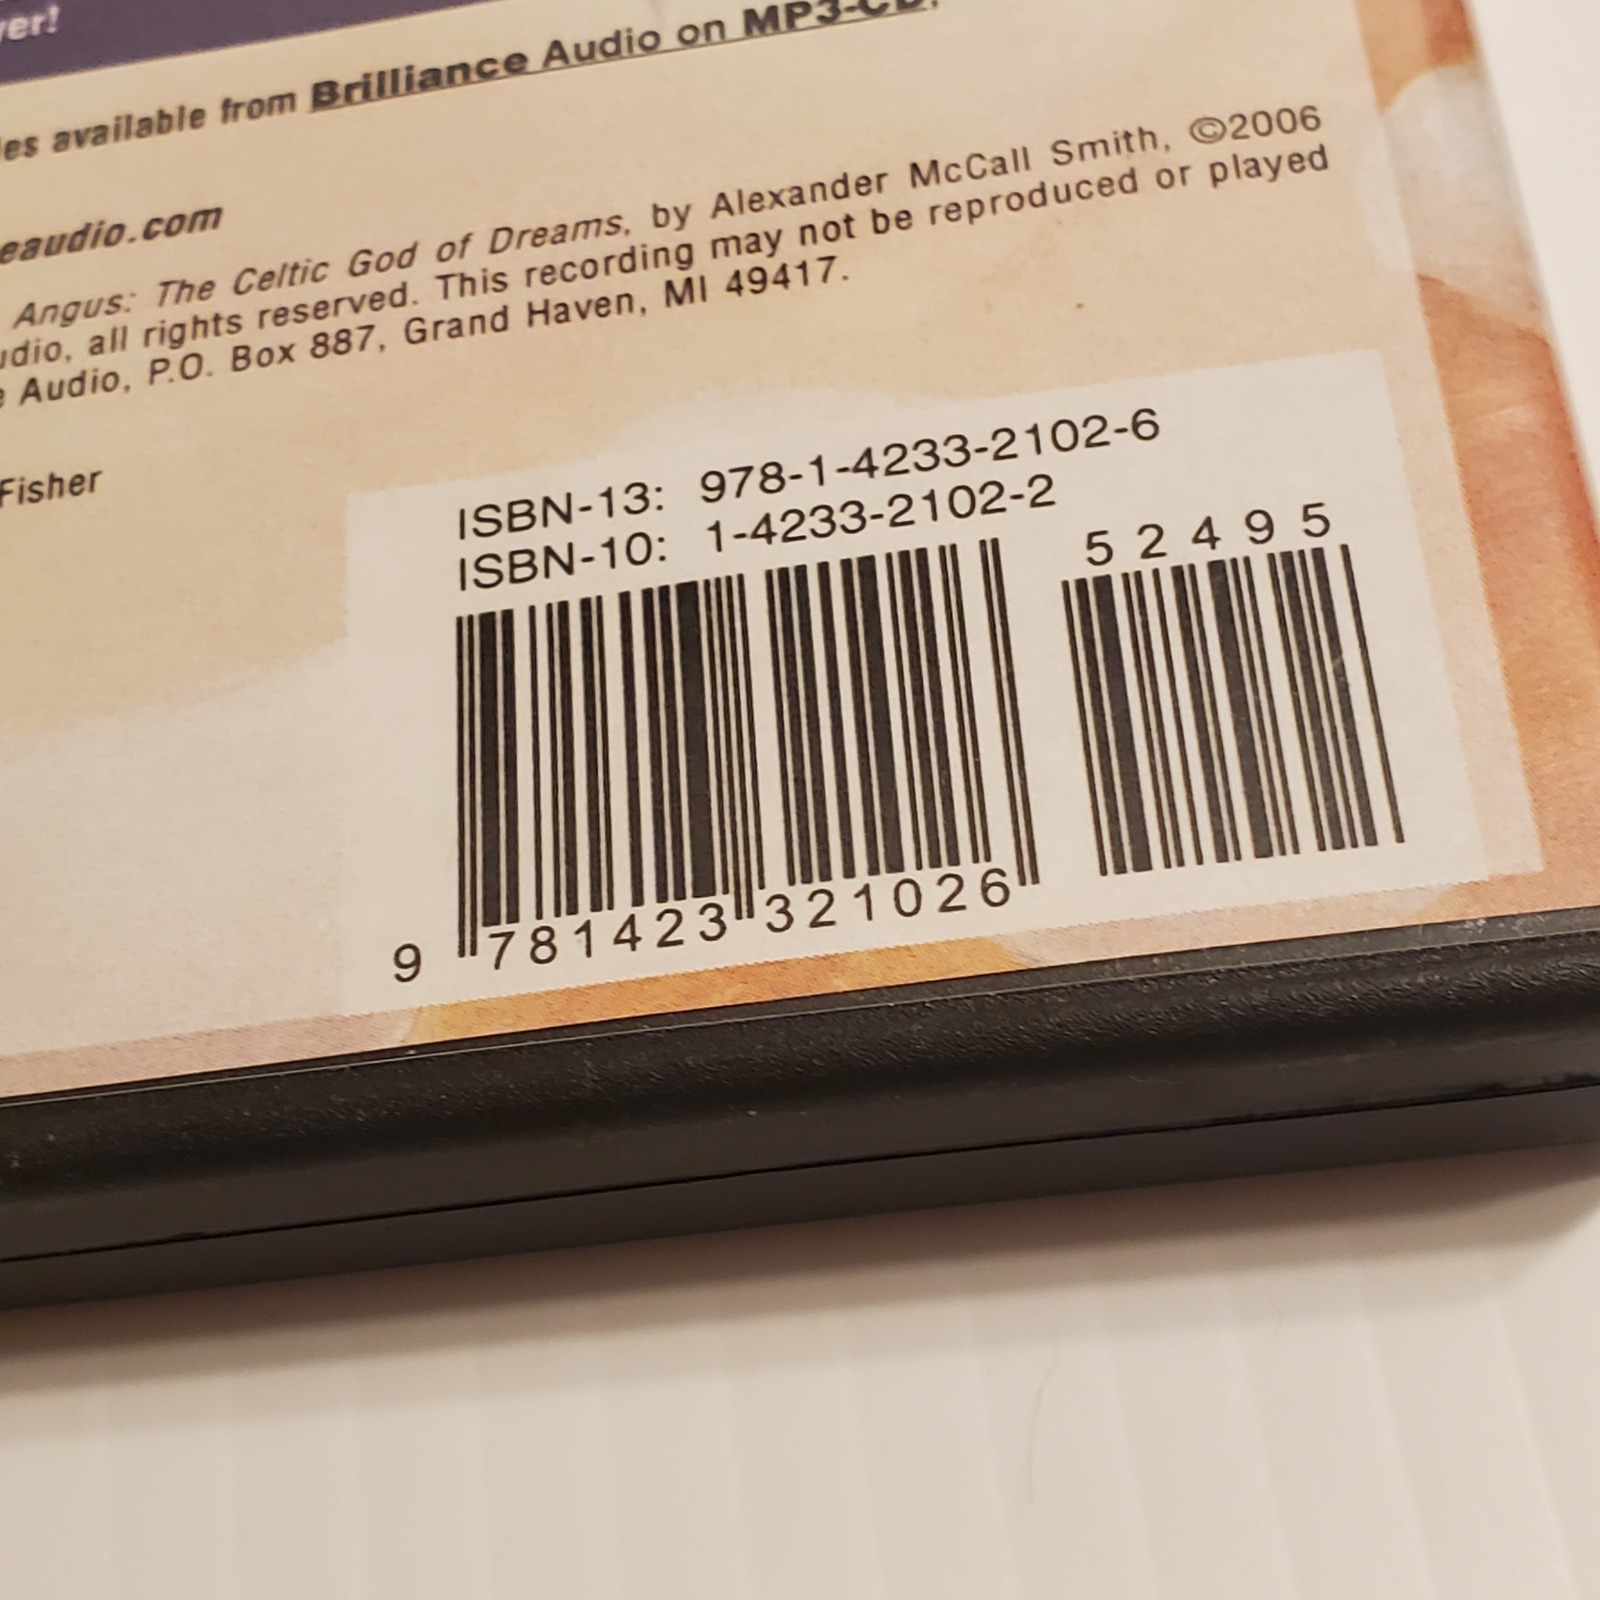 yer!
les available from Brilliance Audio on MP3-CD.
eaudio.com
Angus: The Celtic God of Dreams, by Alexander McCall Smith, ©2006
udio, all rights reserved. This recording may not be reproduced or played
e Audio, P.O. Box 887, Grand Haven, MI 49417.
Fisher
ISBN-13: 978-1-4233-2102-6
ISBN-10: 1-4233-2102-2
52495
9 781423 321026